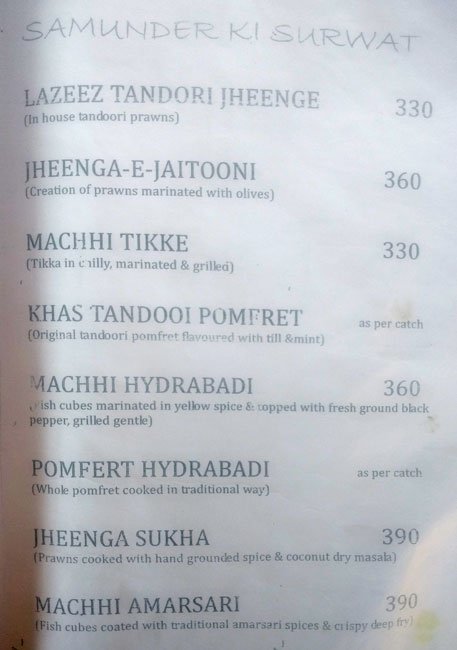 SAMUNDER KI SURWAT
LAZEEZ TANDORI JHEENGE 330
(In house tandoori prawns)
JHEENGA-E-JAITOONI 360
(Creation of prawns marinated with olives)
MACHHI TIKKE 330
(Tikka in chilly, marinated & grilled)
KHAS TANDOOI POMFRET as per catch
(Original tandoori pomfret flavoured with till &mint)
MACHHI HYDRABADI 360
(Fish cubes marinated in yellow spice & topped with fresh ground black
pepper, grilled gentle)
POMFERT HYDRABADI as per catch
(Whole pomfret cooked in traditional way)
JHEENGA SUKHA 390
(Prawns cooked with hand grounded spice & coconut dry masala)
MACHHI AMARSARI 390
(Fish cubes coated with traditional amarsari spices & crispy deep fry)